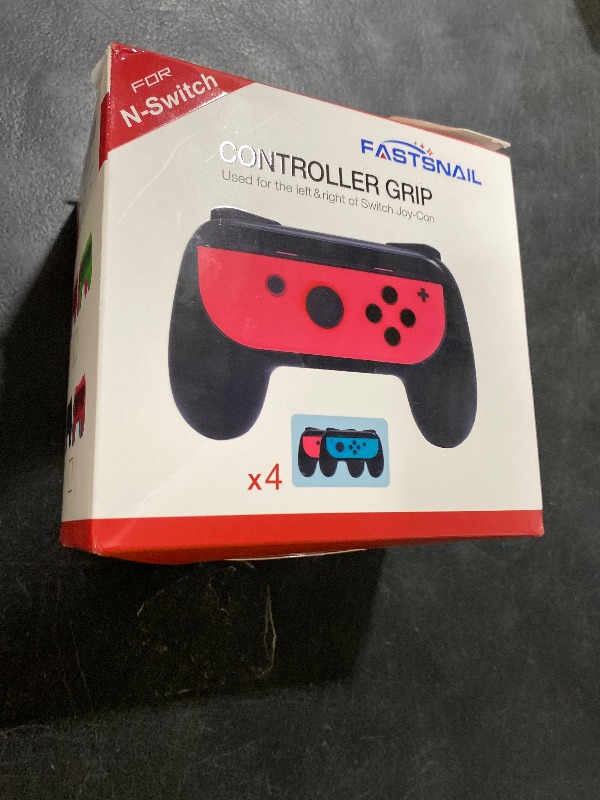 FOR
N-Switch
FASTSNAIL
CONTROLLER GRIP
Used for the left & right of Switch Joy-Con
x4